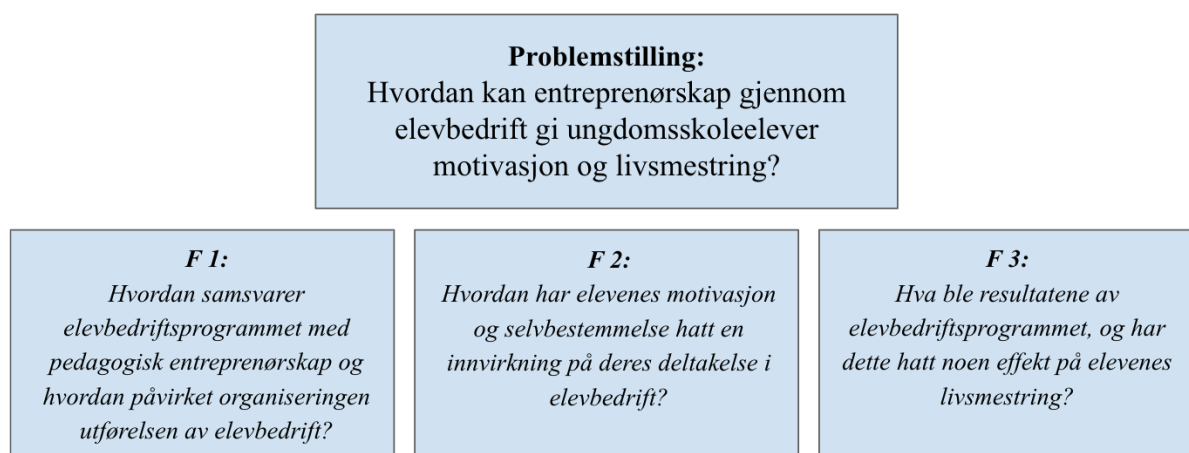 Problemstilling:
Hvordan kan entreprenørskap gjennom
elevbedrift gi ungdomsskoleelever
motivasjon og livsmestring?
F 1:
Hvordan samsvarer
elevbedriftsprogrammet med
pedagogisk entreprenørskap og
hvordan påvirket organiseringen
utførelsen av elevbedrift?
F 2:
Hvordan har elevenes motivasjon
og selvbestemmelse hatt en
innvirkning på deres deltakelse i
elevbedrift?
F 3:
Hva ble resultatene av
elevbedriftsprogrammet, og har
dette hatt noen effekt på elevenes
livsmestring?